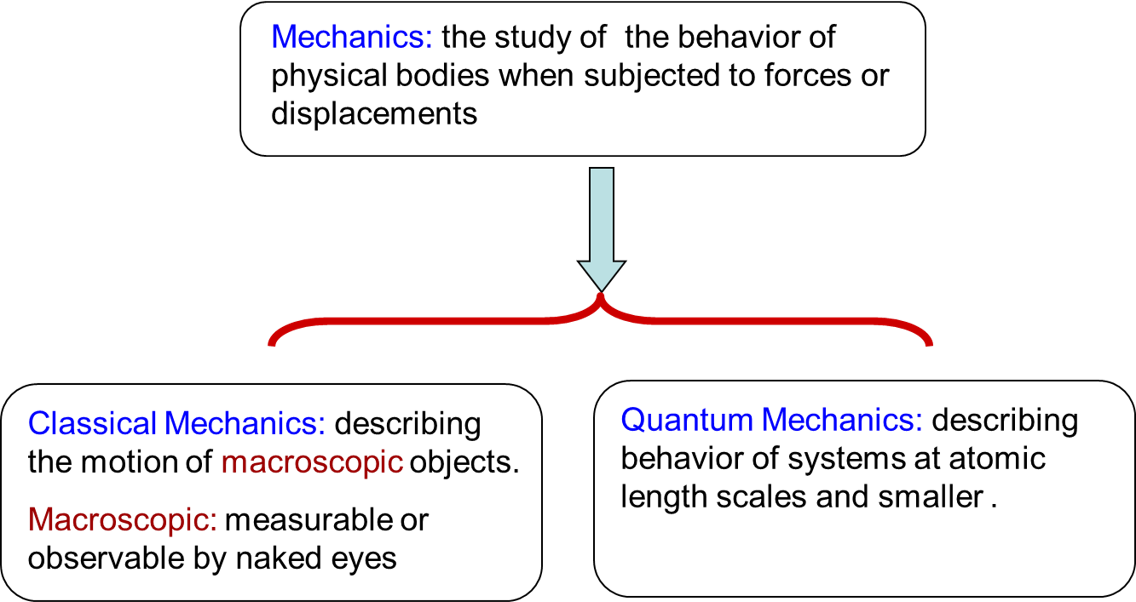 Mechanics: the study of the behavior of
physical bodies when subjected to forces or
displacements
Classical Mechanics: describing
the motion of macroscopic objects.
Macroscopic: measurable or
observable by naked eyes
Quantum Mechanics: describing
behavior of systems at atomic
length scales and smaller .